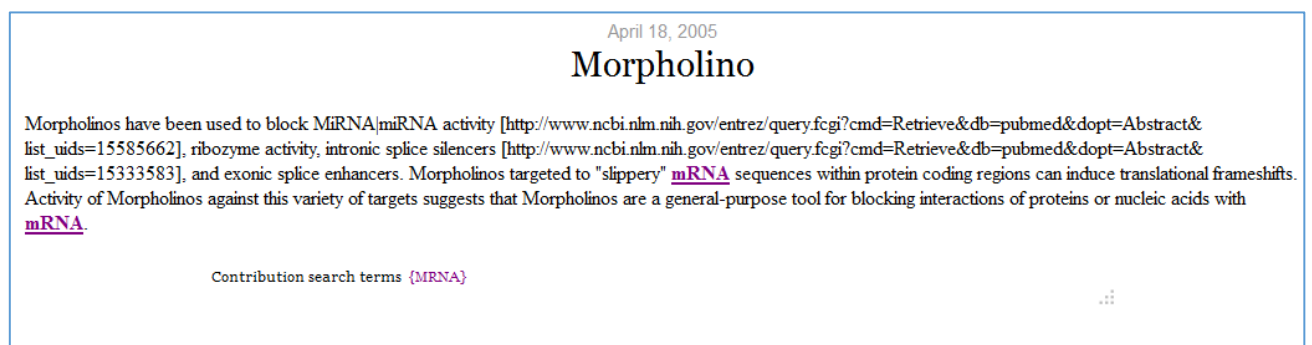 April 18, 2005
Morpholino
Morpholinos have been used to block MiRNA|miRNA activity [http://www.ncbi.nlm.nih.gov/entrez/query.fcgi?cmd=Retrieve&db=pubmed&dopt=Abstract&
list_uids=15585662], ribozyme activity, intronic splice silencers [http://www.ncbi.nlm.nih.gov/entrez/query.fcgi?cmd=Retrieve&db=pubmed&dopt=Abstract&
list_uids=15333583], and exonic splice enhancers. Morpholinos targeted to "slippery" mRNA sequences within protein coding regions can induce translational frameshifts.
Activity of Morpholinos against this variety of targets suggests that Morpholinos are a general-purpose tool for blocking interactions of proteins or nucleic acids with
mRNA.
Contribution search terms {MRNA}